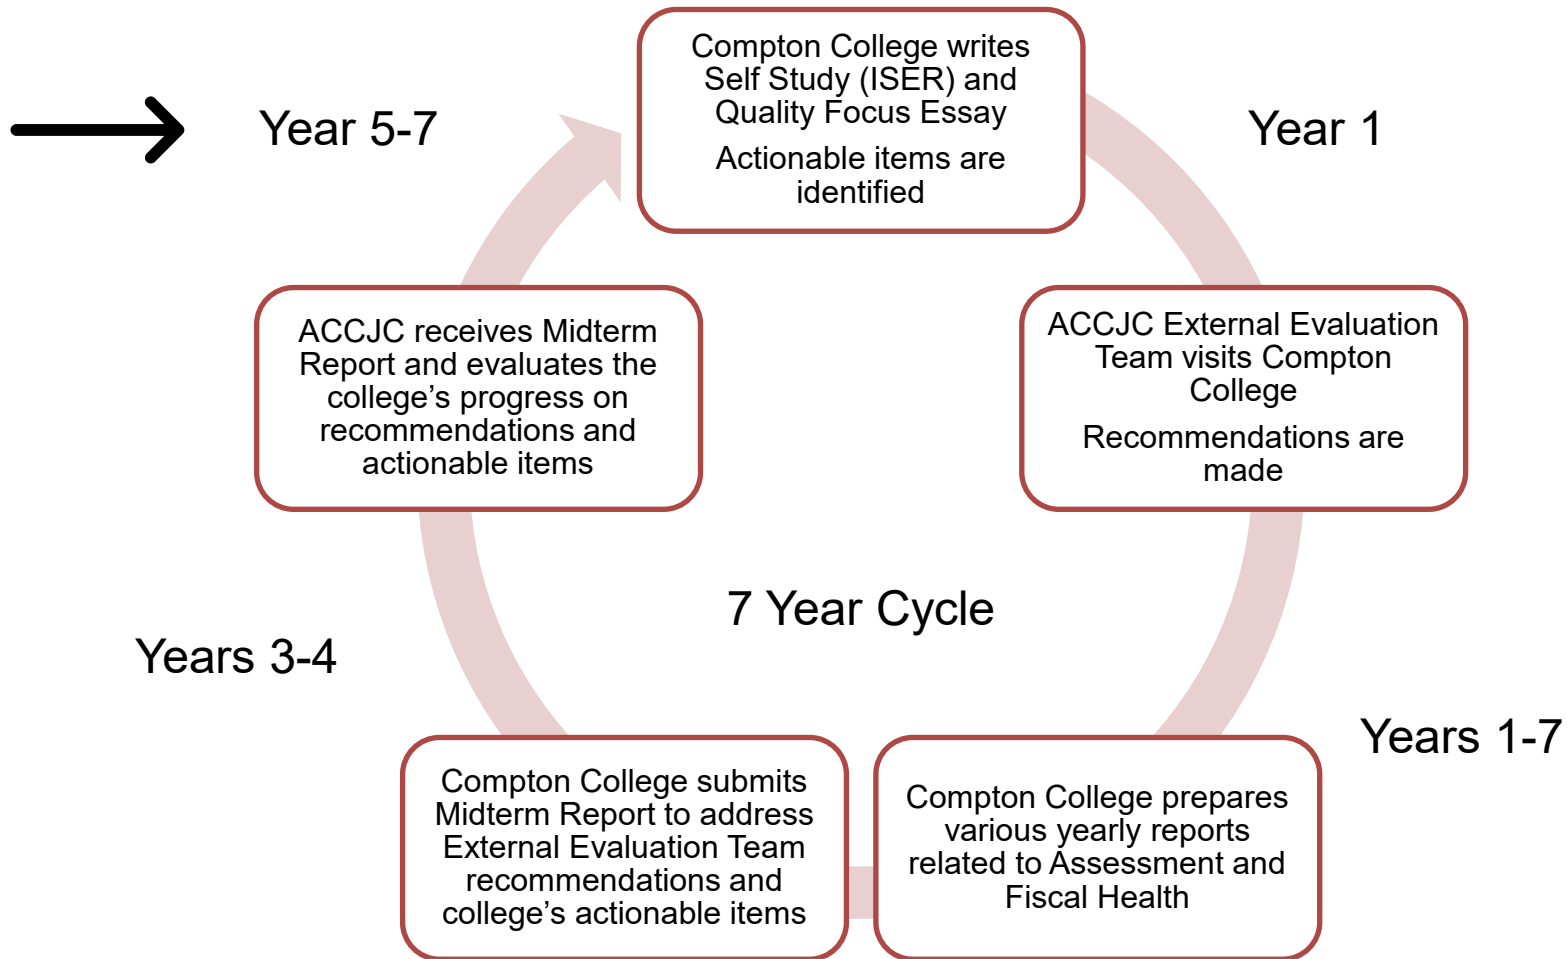 Compton College writes
Self Study (ISER) and
Quality Focus Essay
Actionable items are
identified
Year 1
ACCJC External Evaluation
Team visits Compton
College
Recommendations are
made
Years 1-7
Compton College prepares
various yearly reports
related to Assessment and
Fiscal Health
Compton College submits
Midterm Report to address
External Evaluation Team
recommendations and
college’s actionable items
Years 3-4
ACCJC receives Midterm
Report and evaluates the
college’s progress on
recommendations and
actionable items
Year 5-7
7 Year Cycle